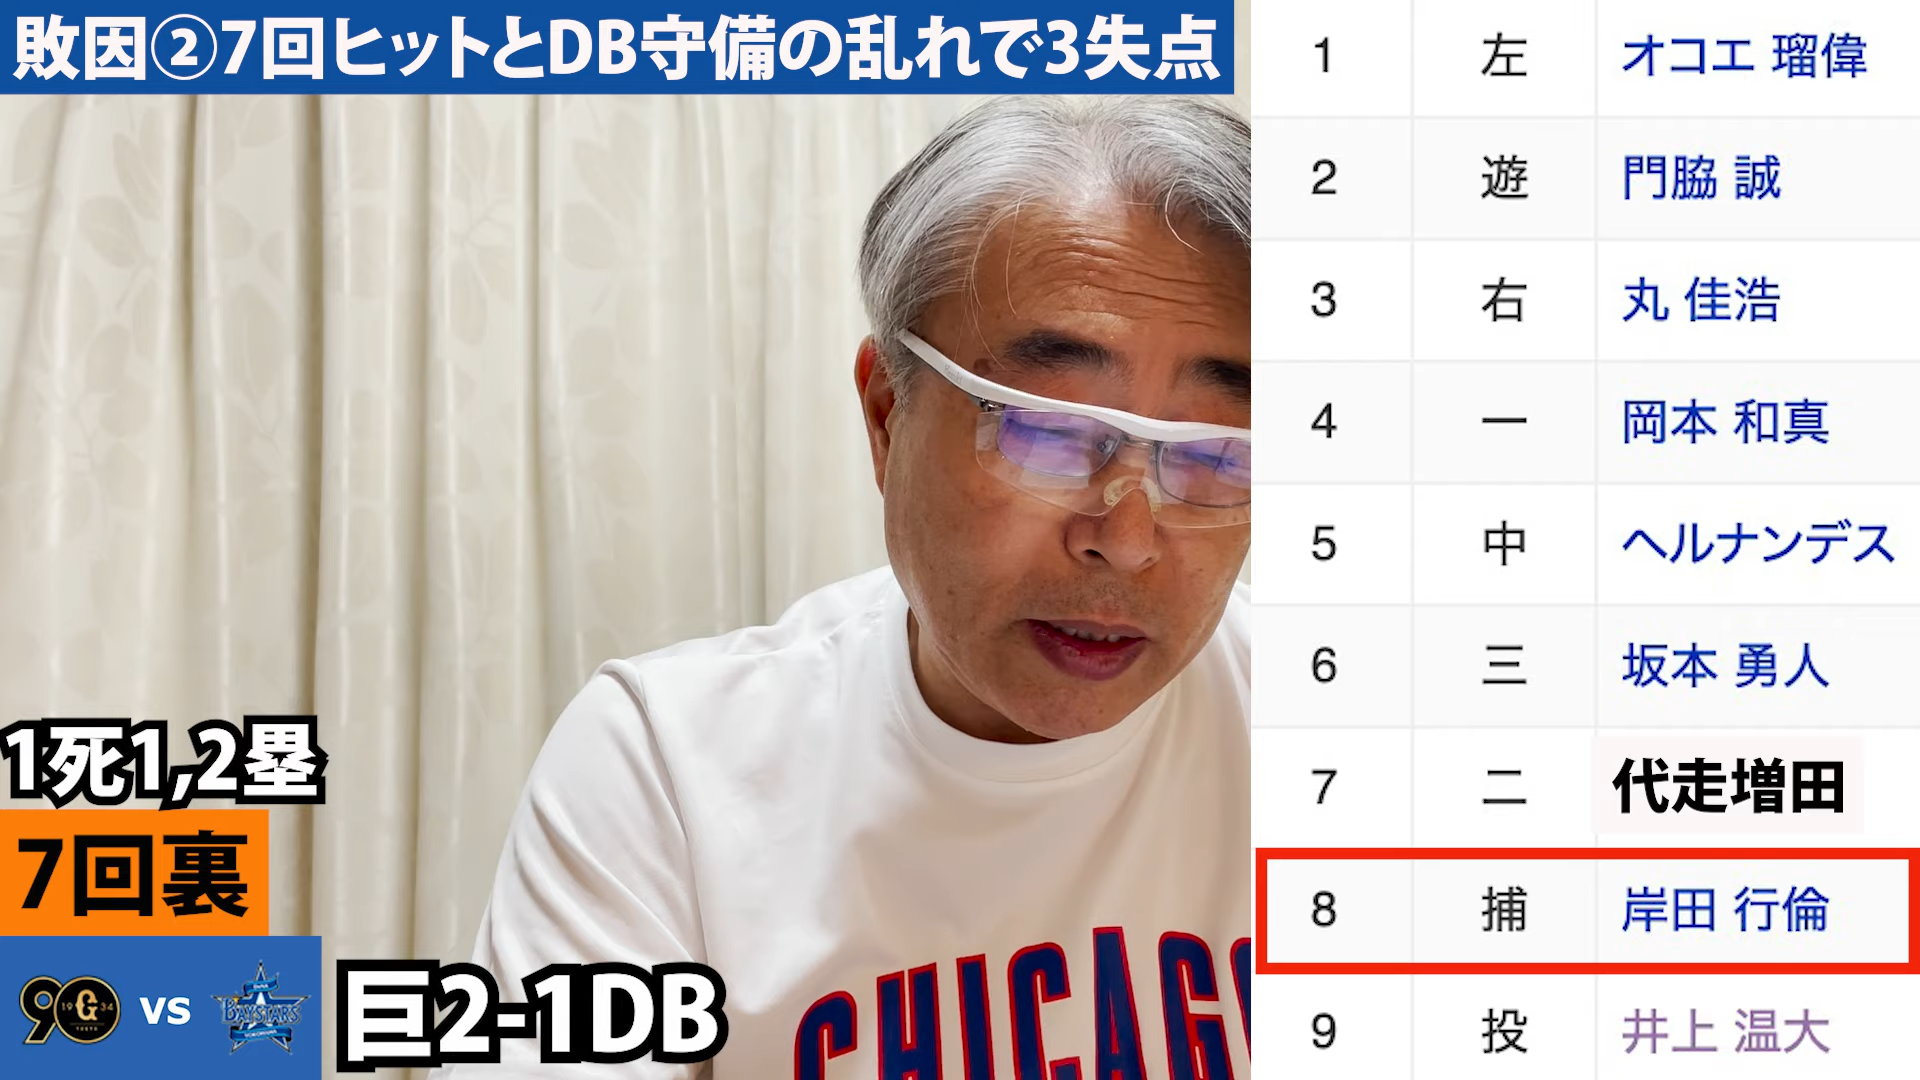 敗因②7回ヒットとDB守備の乱れで3失点
1 左 オコエ 瑠偉
2 遊 門脇 誠
3 右 丸 佳浩
4 一 岡本 和真
5 中 ヘルナンデス
6 三 坂本 勇人
7 二 代走増田
8 捕 岸田 行倫
9 投 井上 温大
1死1,2塁
7回裏
90 1934 G vs BAYSTARS
巨2-1DB
CHICAGO